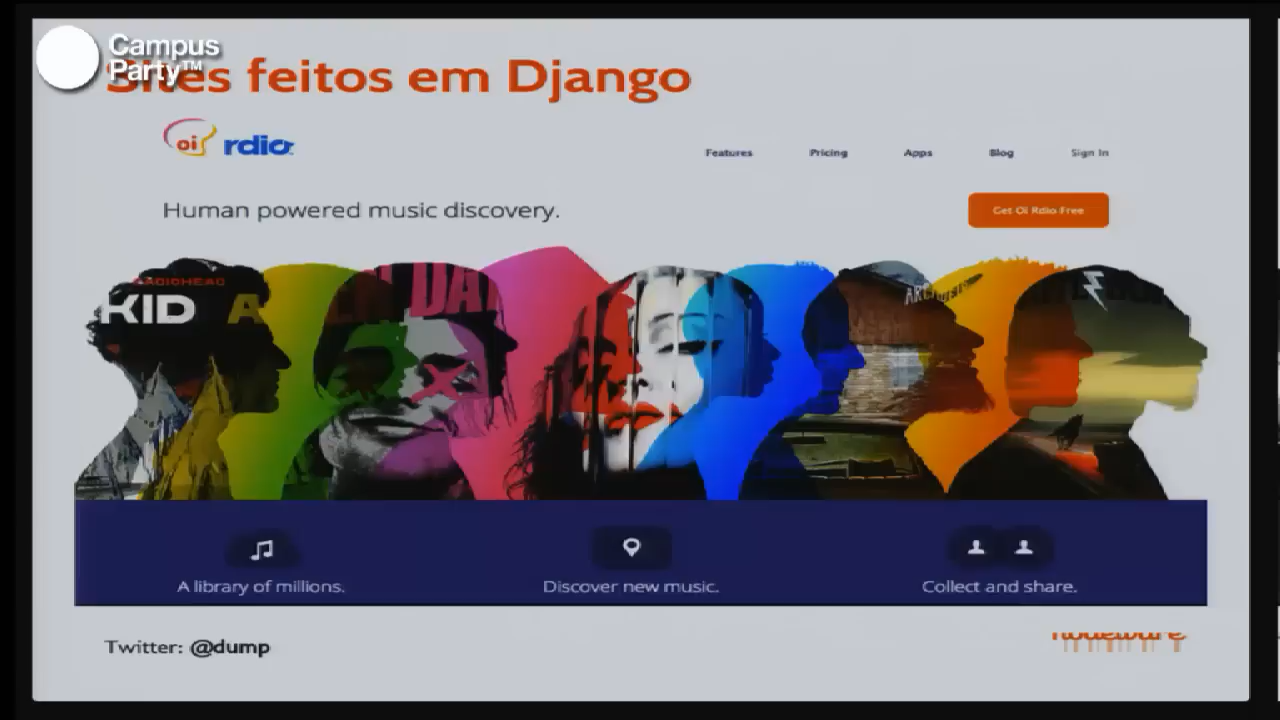 Campus
Party™
Sites feitos em Django
oi rdio
Features Pricing Apps Blog Sign In
Human powered music discovery.
Get Oi Rdio Free
RADIOHEAD
KID A
A library of millions.
Discover new music.
Collect and share.
Twitter: @dump